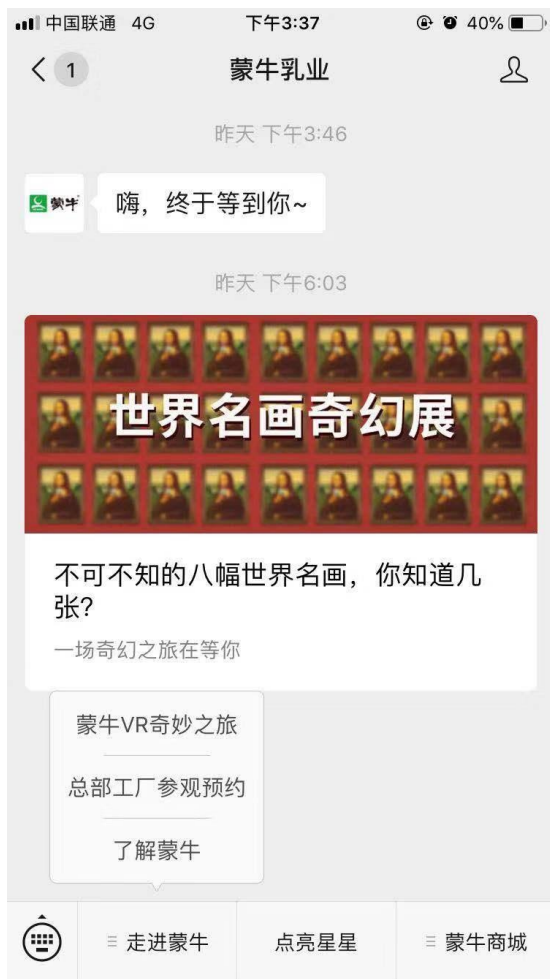 中国联通 4G 下午3:37 40%
1 蒙牛乳业
昨天 下午3:46
蒙牛
嗨，终于等到你~
昨天 下午6:03
世界名画奇幻展
不可不知的八幅世界名画，你知道几
张?
一场奇幻之旅在等你
蒙牛VR奇妙之旅
总部工厂参观预约
了解蒙牛
走进蒙牛 点亮星星 蒙牛商城